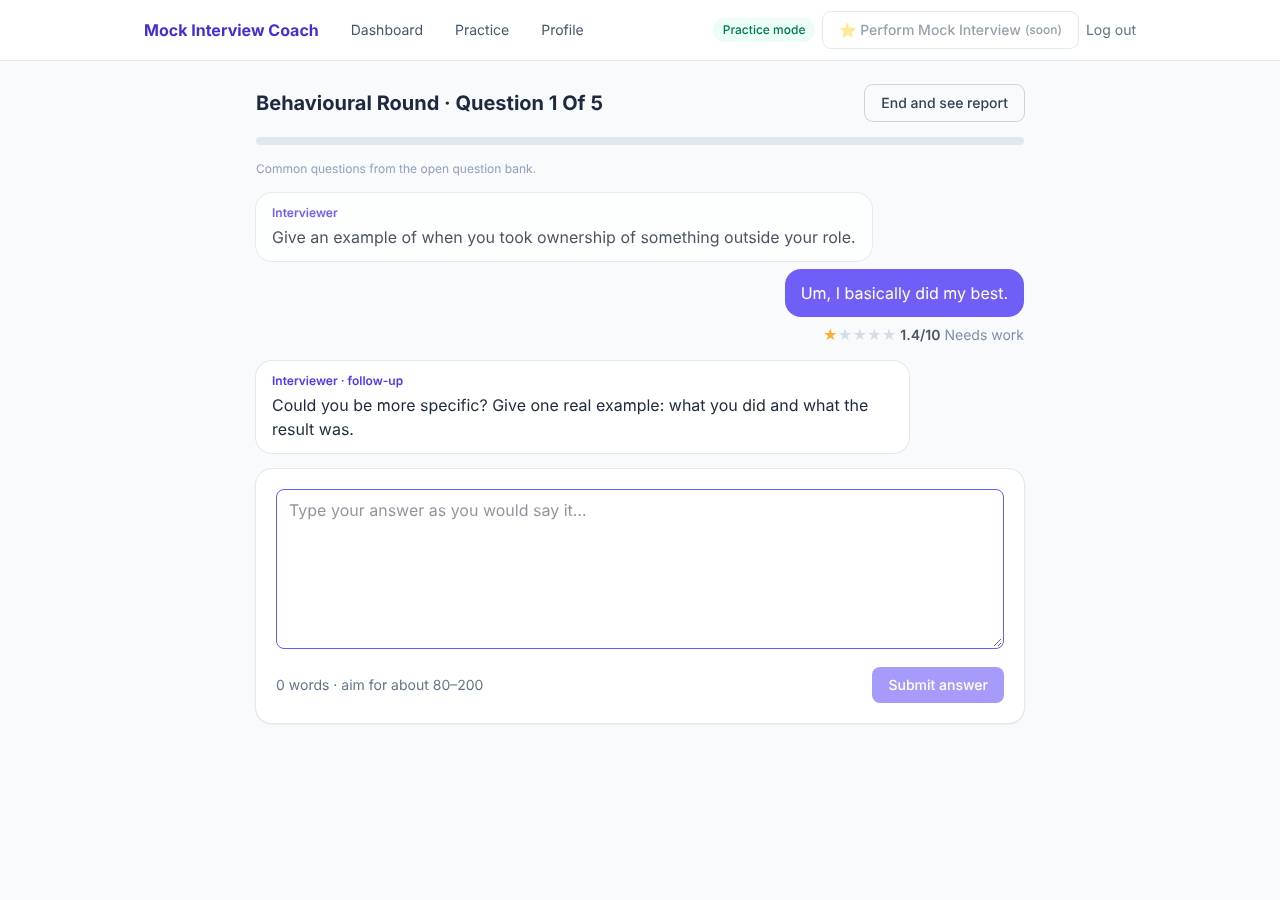 Mock Interview Coach Dashboard Practice Profile Practice mode ⭐ Perform Mock Interview (soon) Log out
Behavioural Round · Question 1 Of 5 End and see report
Common questions from the open question bank.
Interviewer
Give an example of when you took ownership of something outside your role.
Um, I basically did my best.
★★★★★ 1.4/10 Needs work
Interviewer · follow-up
Could you be more specific? Give one real example: what you did and what the
result was.
Type your answer as you would say it...
0 words · aim for about 80–200 Submit answer